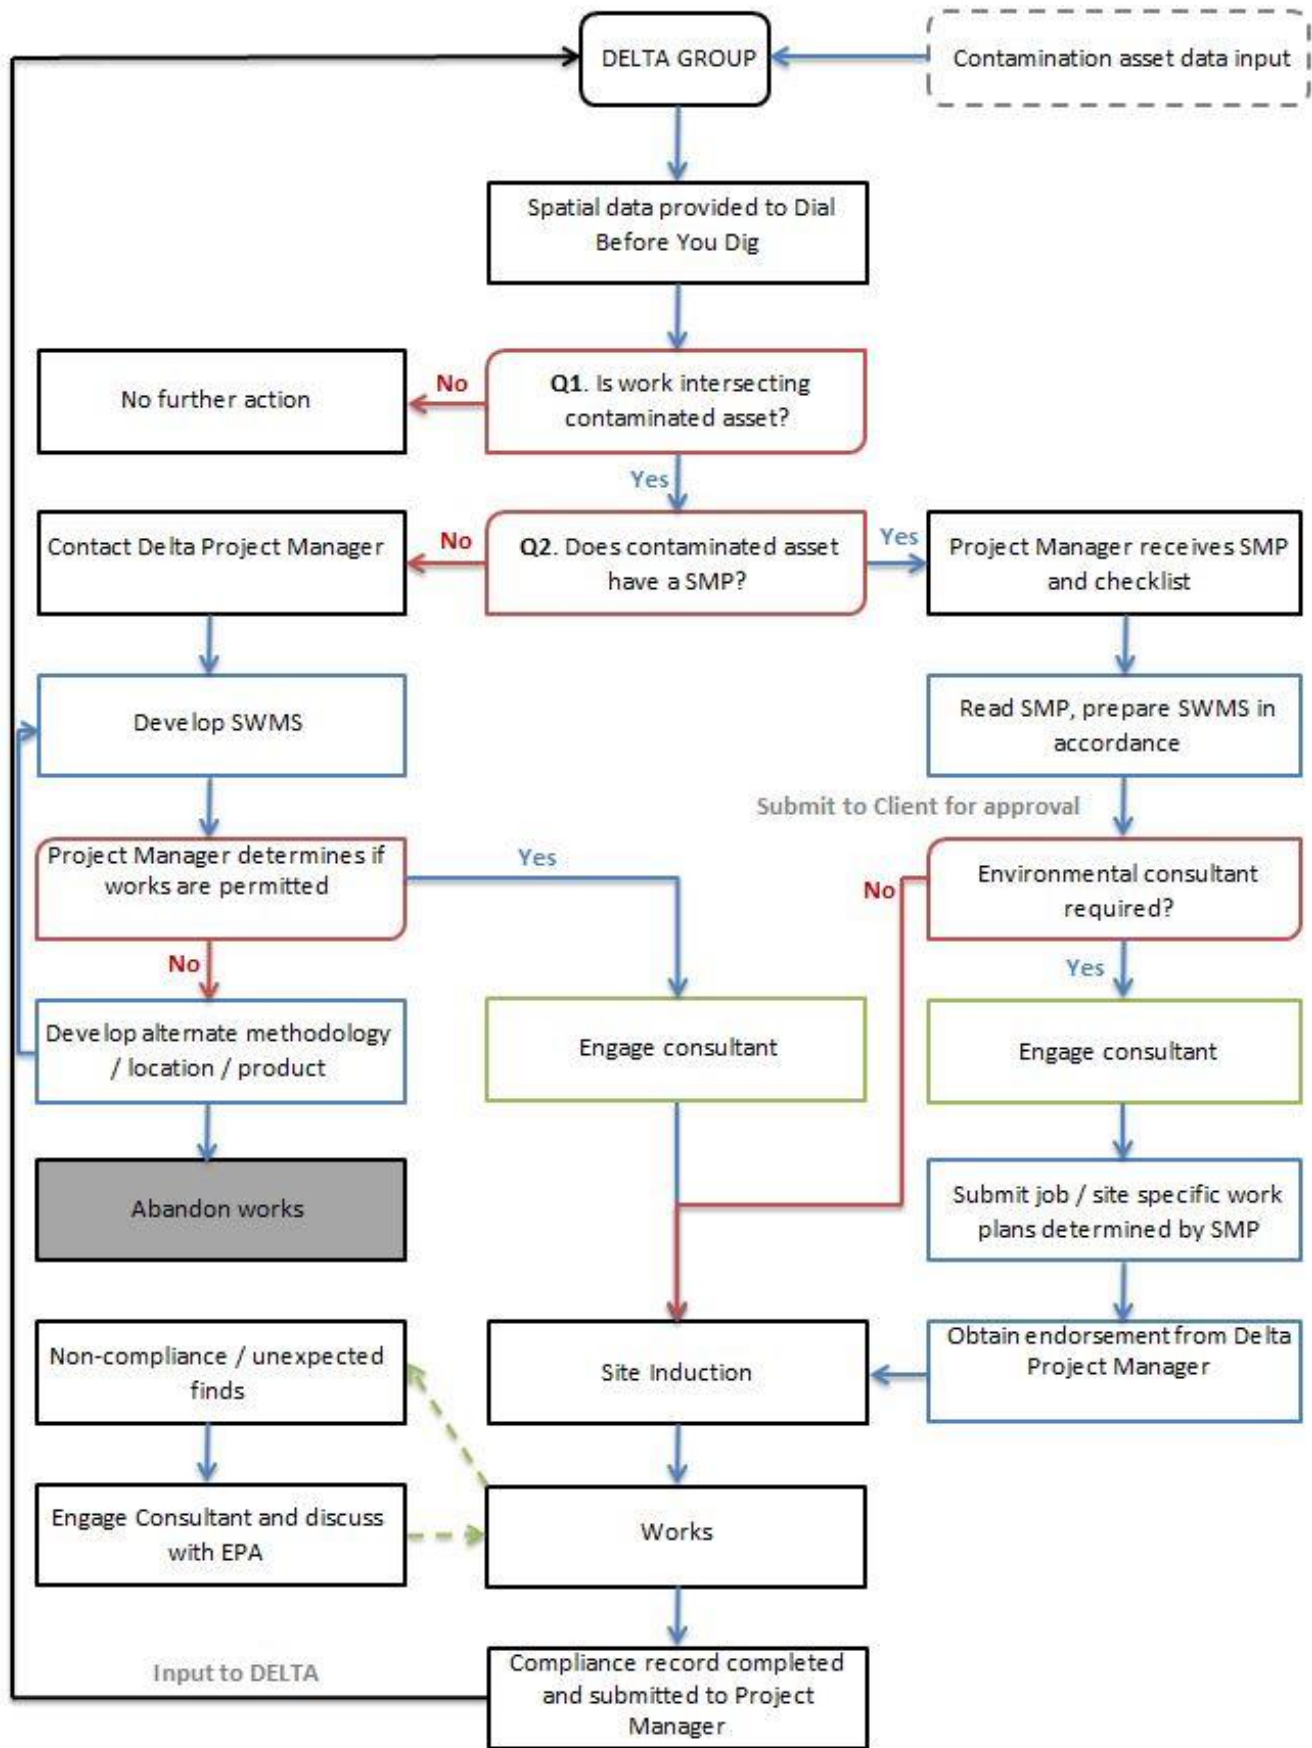 DELTA GROUP
Contamination asset data input
Spatial data provided to Dial
Before You Dig
No further action
No
Q1. Is work intersecting
contaminated asset?
Yes
Contact Delta Project Manager
No
Q2. Does contaminated asset
have a SMP?
Yes
Project Manager receives SMP
and checklist
Develop SWMS
Read SMP, prepare SWMS in
accordance
Submit to Client for approval
Project Manager determines if
works are permitted
Yes
No
Environmental consultant
required?
No
Yes
Develop alternate methodology
/ location / product
Engage consultant
Engage consultant
Abandon works
Submit job / site specific work
plans determined by SMP
Non-compliance / unexpected
finds
Site Induction
Obtain endorsement from Delta
Project Manager
Engage Consultant and discuss
with EPA
Works
Input to DELTA
Compliance record completed
and submitted to Project
Manager